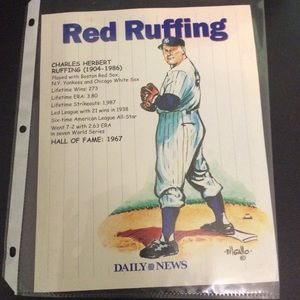 Red Ruffing
CHARLES HERBERT
RUFFING (1904-1986)
Played with Boston Red Sox
N.Y. Yankees and Chicago White Sox
Lifetime Wins: 273
Lifetime ERA: 3.80
Lifetime Strikeouts: 1,987
Led League with 21 wins in 1938
Six-time American League All-Star
Went 7-2 with 2.63 ERA
in seven World Series
HALL OF FAME: 1967
Bill Gallo
©
DAILY NEWS